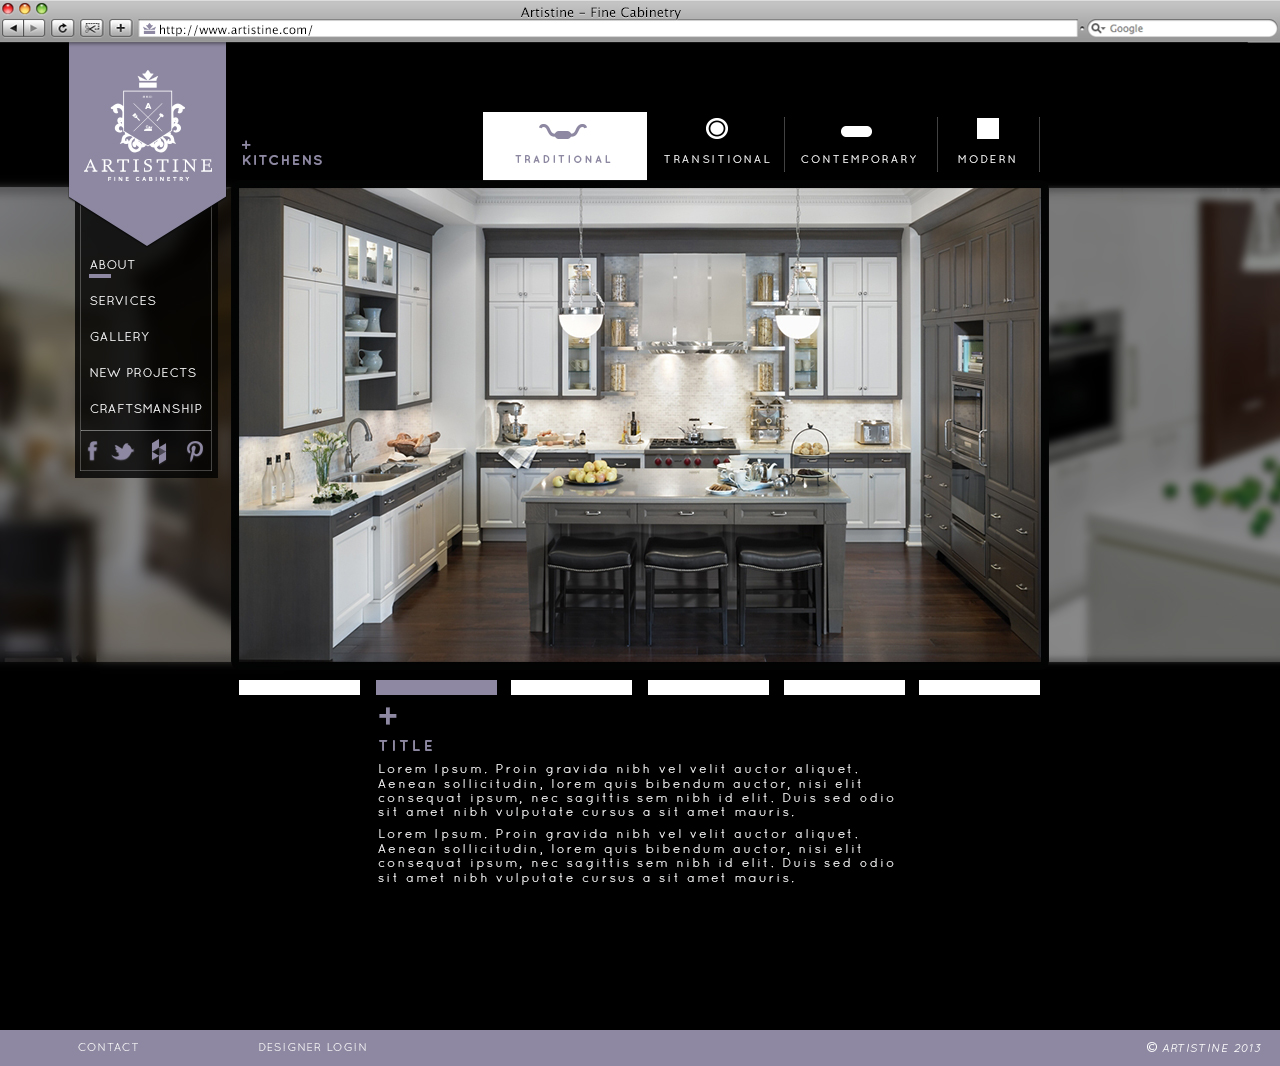 Artistine – Fine Cabinetry
http://www.artistine.com/
Google
A
ARTISTINE
FINE CABINETRY
+
KITCHENS
TRADITIONAL
TRANSITIONAL
CONTEMPORARY
MODERN
ABOUT
SERVICES
GALLERY
NEW PROJECTS
CRAFTSMANSHIP
+
TITLE
Lorem Ipsum. Proin gravida nibh vel velit auctor aliquet.
Aenean sollicitudin, lorem quis bibendum auctor, nisi elit
consequat ipsum, nec sagittis sem nibh id elit. Duis sed odio
sit amet nibh vulputate cursus a sit amet mauris.
Lorem Ipsum. Proin gravida nibh vel velit auctor aliquet.
Aenean sollicitudin, lorem quis bibendum auctor, nisi elit
consequat ipsum, nec sagittis sem nibh id elit. Duis sed odio
sit amet nibh vulputate cursus a sit amet mauris.
CONTACT
DESIGNER LOGIN
© ARTISTINE 2013